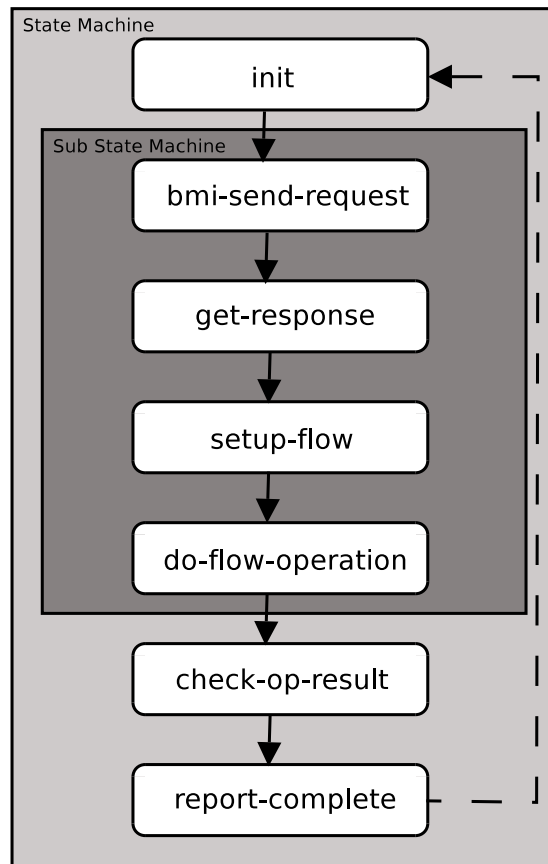 State Machine
init
Sub State Machine
bmi-send-request
get-response
setup-flow
do-flow-operation
check-op-result
report-complete